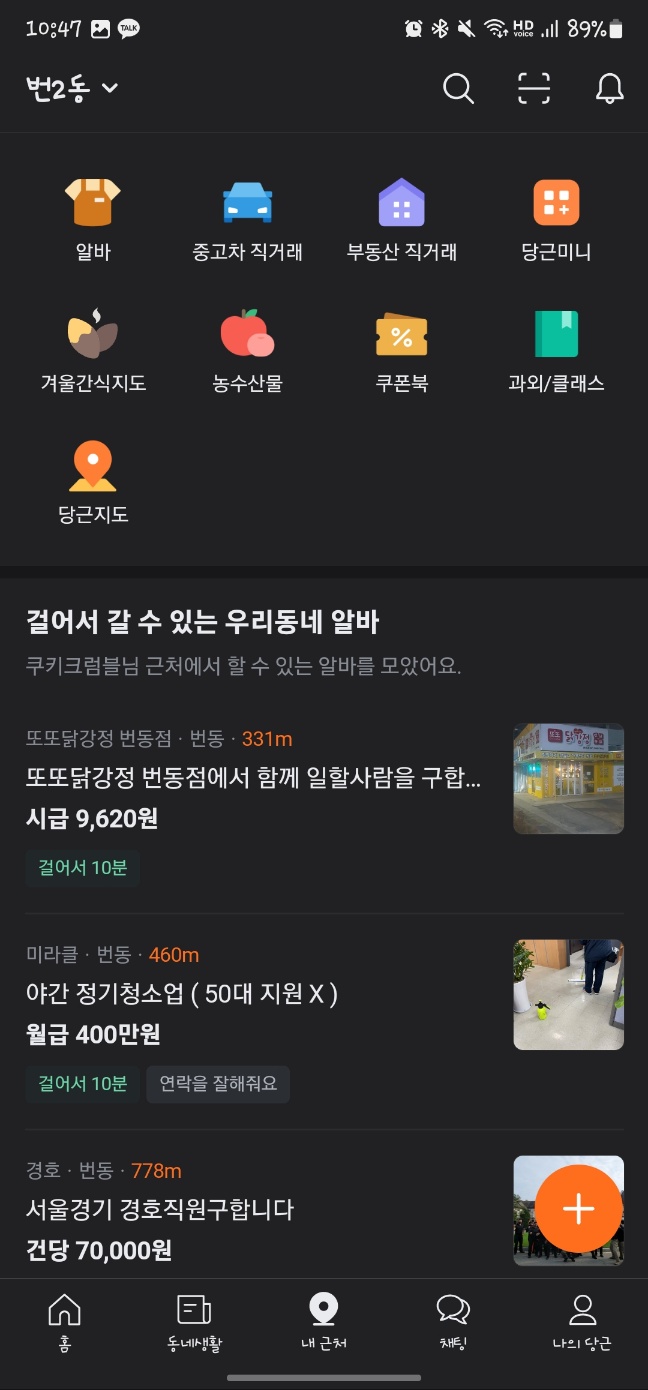 10:47 TALK HD voice 89%
번2동
알바 중고차 직거래 부동산 직거래 당근미니
겨울간식지도 농수산물 쿠폰북 과외/클래스
당근지도
걸어서 갈 수 있는 우리동네 알바
쿠키크럼블님 근처에서 할 수 있는 알바를 모았어요.
또또닭강정 번동점 · 번동 · 331m
또또닭강정 번동점에서 함께 일할사람을 구합...
시급 9,620원
걸어서 10분
미라클 · 번동 · 460m
야간 정기청소업 ( 50대 지원 X )
월급 400만원
걸어서 10분 연락을 잘해줘요
경호 · 번동 · 778m
서울경기 경호직원구합니다
건당 70,000원
홈 동네생활 내 근처 채팅 나의 당근